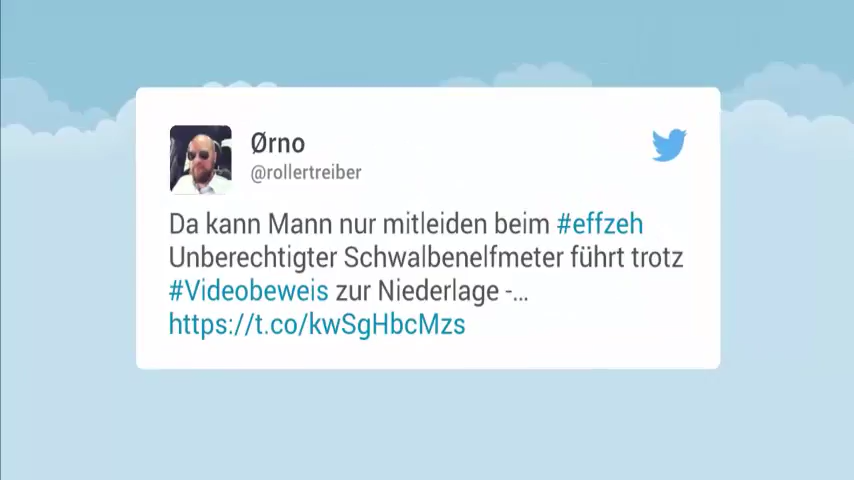 Ørno
@rollertreiber
Da kann Mann nur mitleiden beim #effzeh
Unberechtigter Schwalbenelfmeter führt trotz
#Videobeweis zur Niederlage -…
https://t.co/kwSgHbcMzs